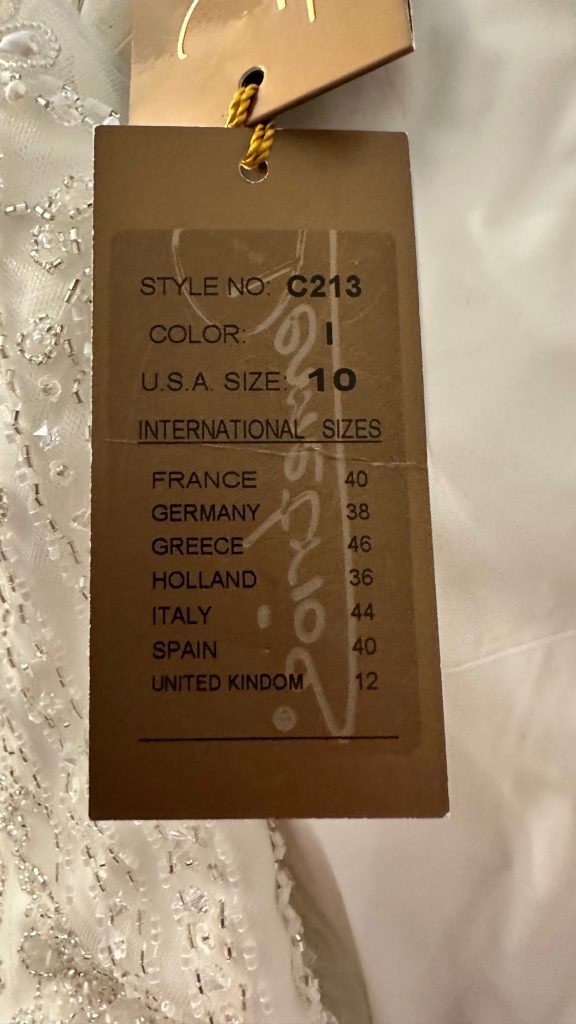 STYLE NO: C213
COLOR: I
U.S.A. SIZE: 10
INTERNATIONAL SIZES
FRANCE 40
GERMANY 38
GREECE 46
HOLLAND 36
ITALY 44
SPAIN 40
UNITED KINDOM 12